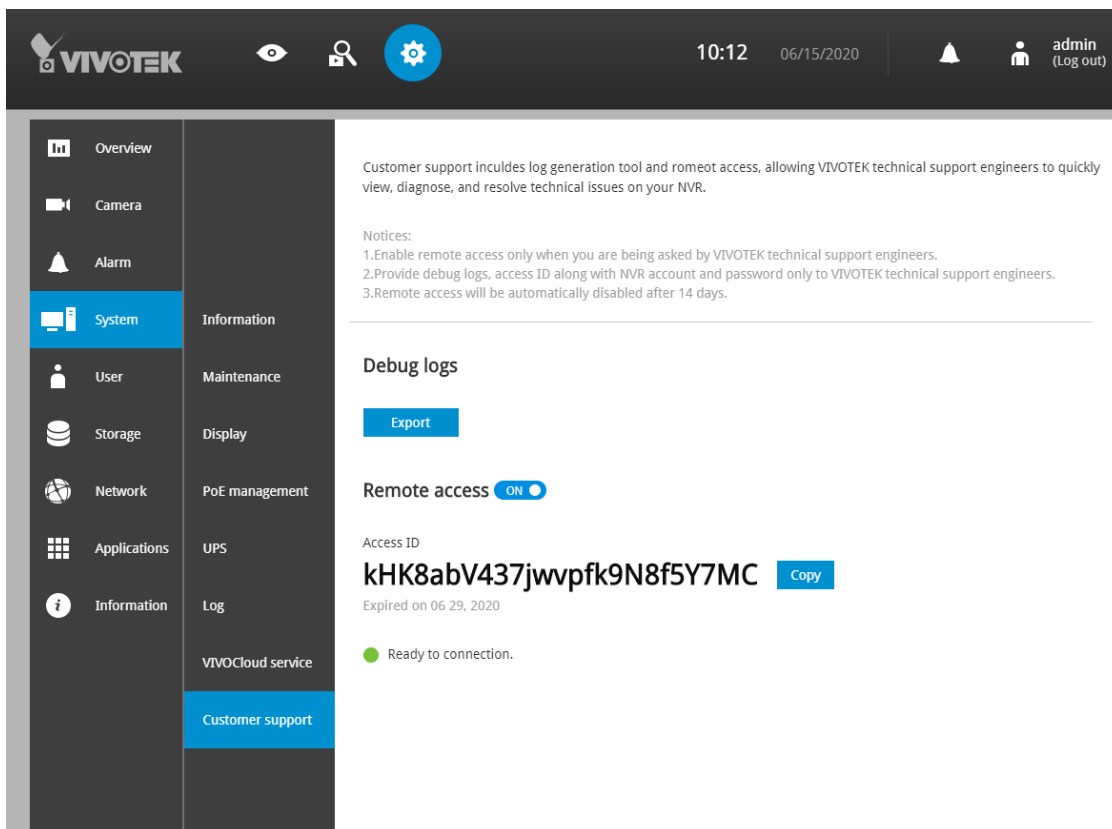 VIVOTEK
10:12 06/15/2020
admin
(Log out)
Overview
Camera
Alarm
System
User
Storage
Network
Applications
Information
Information
Maintenance
Display
PoE management
UPS
Log
VIVOCloud service
Customer support
Customer support inculdes log generation tool and romeot access, allowing VIVOTEK technical support engineers to quickly
view, diagnose, and resolve technical issues on your NVR.
Notices:
1.Enable remote access only when you are being asked by VIVOTEK technical support engineers.
2.Provide debug logs, access ID along with NVR account and password only to VIVOTEK technical support engineers.
3.Remote access will be automatically disabled after 14 days.
Debug logs
Export
Remote access ON
Access ID
kHK8abV437jwvpfk9N8f5Y7MC Copy
Expired on 06 29, 2020
Ready to connection.